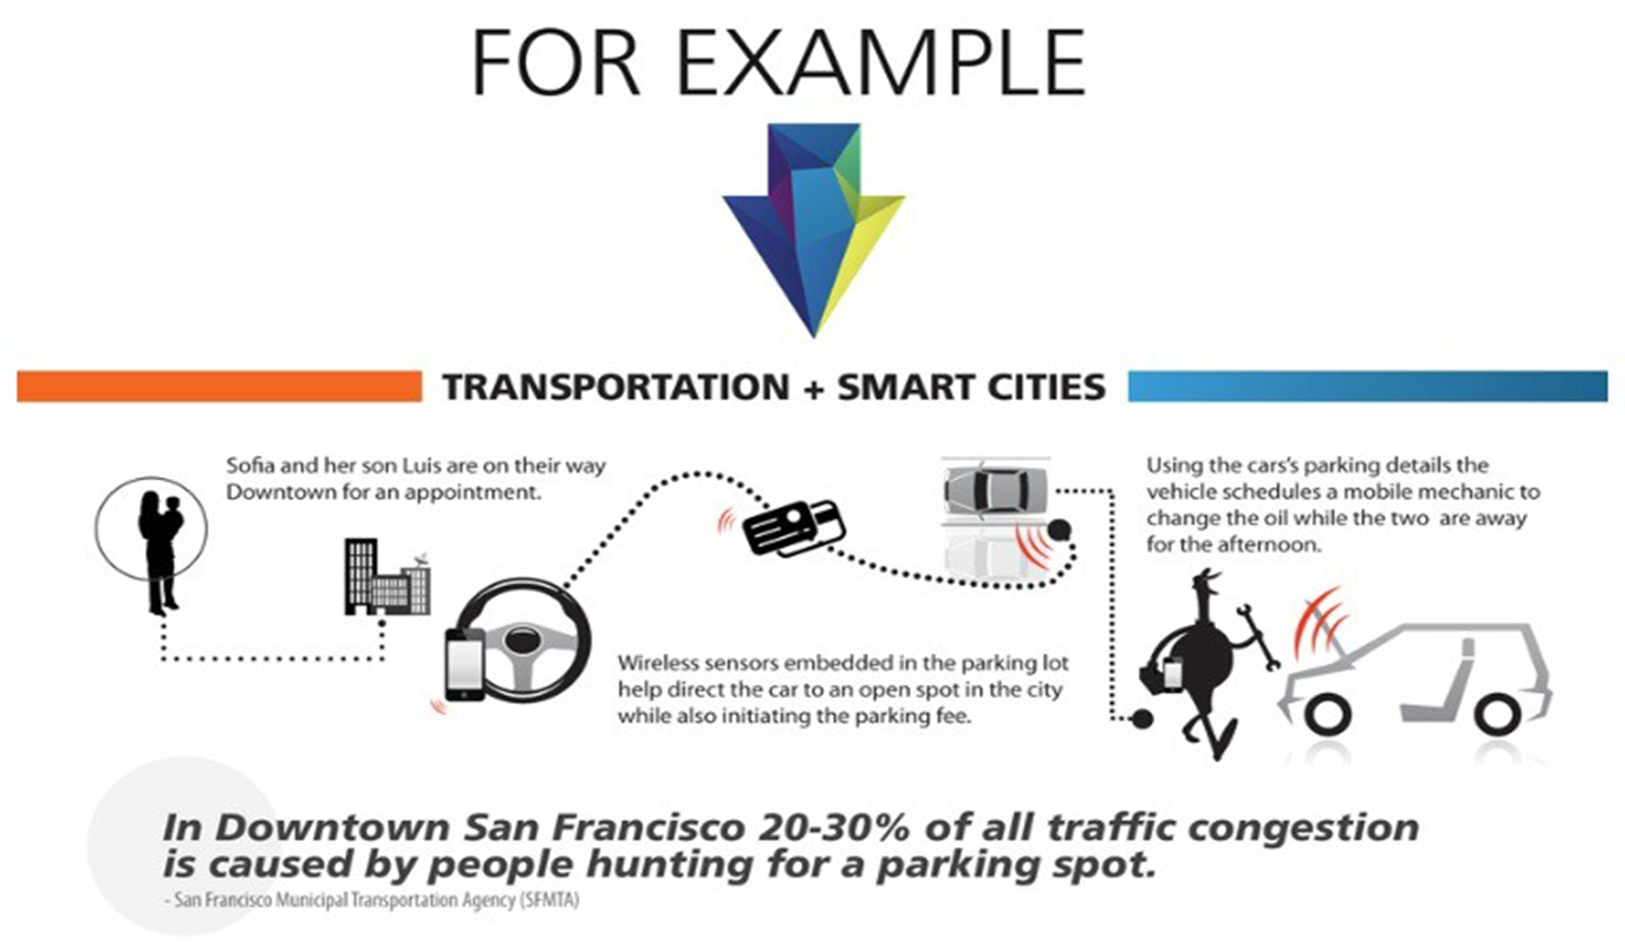 FOR EXAMPLE
TRANSPORTATION + SMART CITIES
Sofia and her son Luis are on their way
Downtown for an appointment.
Wireless sensors embedded in the parking lot
help direct the car to an open spot in the city
while also initiating the parking fee.
Using the cars's parking details the
vehicle schedules a mobile mechanic to
change the oil while the two are away
for the afternoon.
In Downtown San Francisco 20-30% of all traffic congestion
is caused by people hunting for a parking spot.
- San Francisco Municipal Transportation Agency (SFMTA)